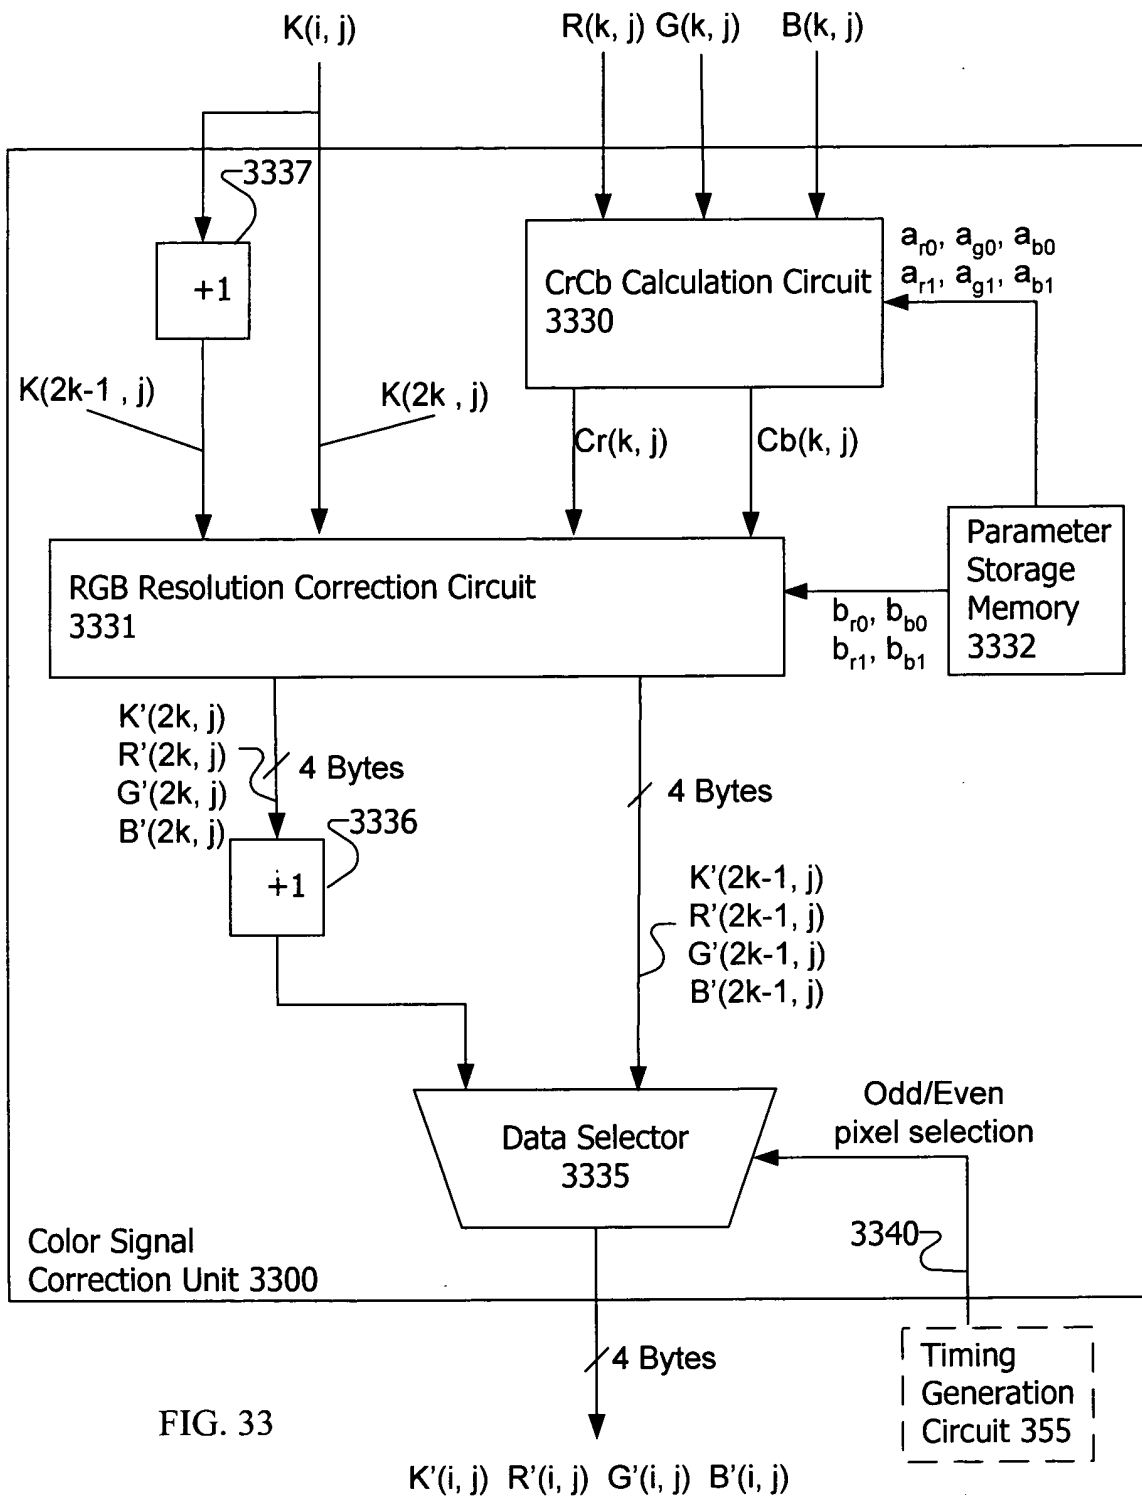 K(i, j)
R(k, j) G(k, j) B(k, j)
3337
+1
CrCb Calculation Circuit
3330
a_r0, a_g0, a_b0
a_r1, a_g1, a_b1
K(2k-1 , j)
K(2k , j)
Cr(k, j)
Cb(k, j)
RGB Resolution Correction Circuit
3331
Parameter
Storage
Memory
3332
b_r0, b_b0
b_r1, b_b1
K’(2k, j)
R’(2k, j)
G’(2k, j)
B’(2k, j)
4 Bytes
3336
+1
4 Bytes
K’(2k-1, j)
R’(2k-1, j)
G’(2k-1, j)
B’(2k-1, j)
Odd/Even
pixel selection
Data Selector
3335
3340
Color Signal
Correction Unit 3300
4 Bytes
Timing
Generation
Circuit 355
FIG. 33
K’(i, j) R’(i, j) G’(i, j) B’(i, j)